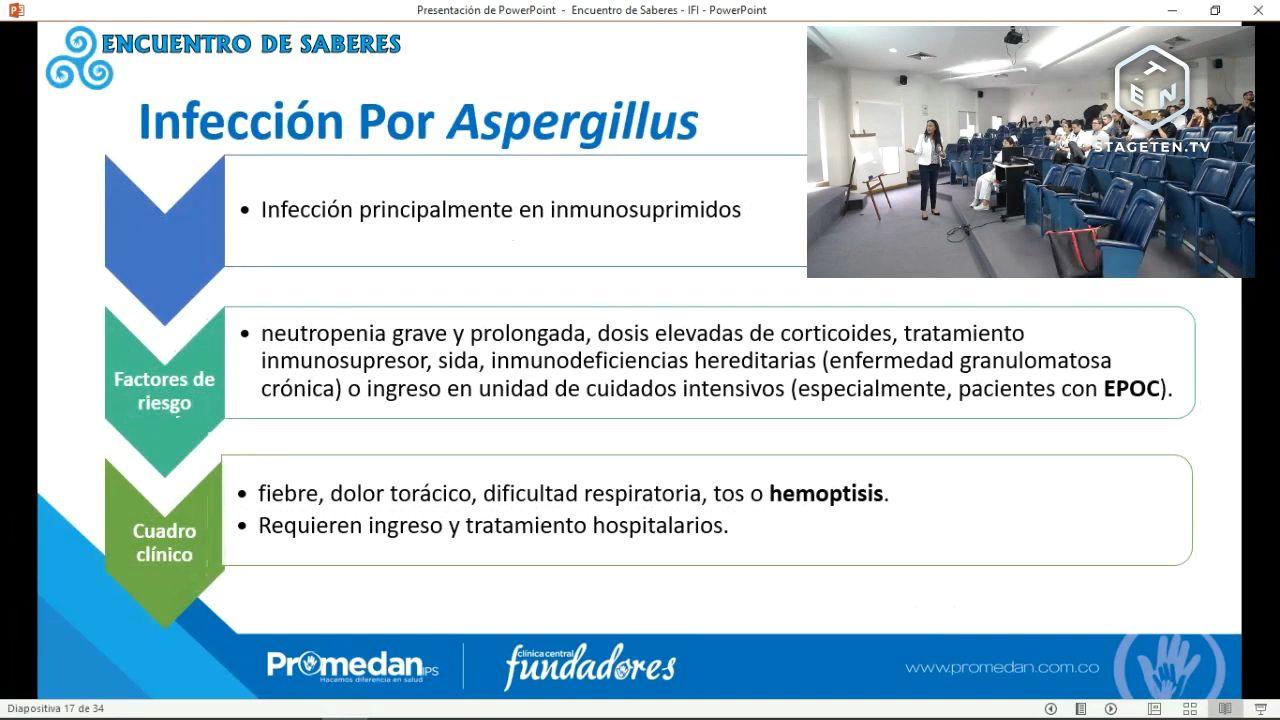 Presentación de PowerPoint - Encuentro de Saberes - IFI - PowerPoint
ENCUENTRO DE SABERES
Infección Por Aspergillus
TEN
STAGETEN.TV
• Infección principalmente en inmunosuprimidos
Factores de
riesgo
• neutropenia grave y prolongada, dosis elevadas de corticoides, tratamiento
inmunosupresor, sida, inmunodeficiencias hereditarias (enfermedad granulomatosa
crónica) o ingreso en unidad de cuidados intensivos (especialmente, pacientes con EPOC).
Cuadro
clínico
• fiebre, dolor torácico, dificultad respiratoria, tos o hemoptisis.
• Requieren ingreso y tratamiento hospitalarios.
Promedan IPS
Hacemos diferencia en salud
clínica central
fundadores
www.promedan.com.co
Diapositiva 17 de 34